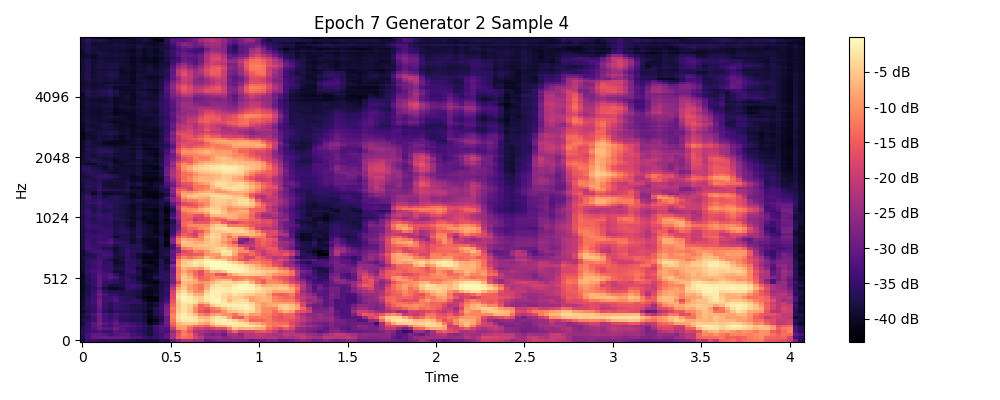 Epoch 7 Generator 2 Sample 4
Hz
4096
2048
1024
512
0
0
0.5
1
1.5
2
2.5
3
3.5
4
Time
-5 dB
-10 dB
-15 dB
-20 dB
-25 dB
-30 dB
-35 dB
-40 dB